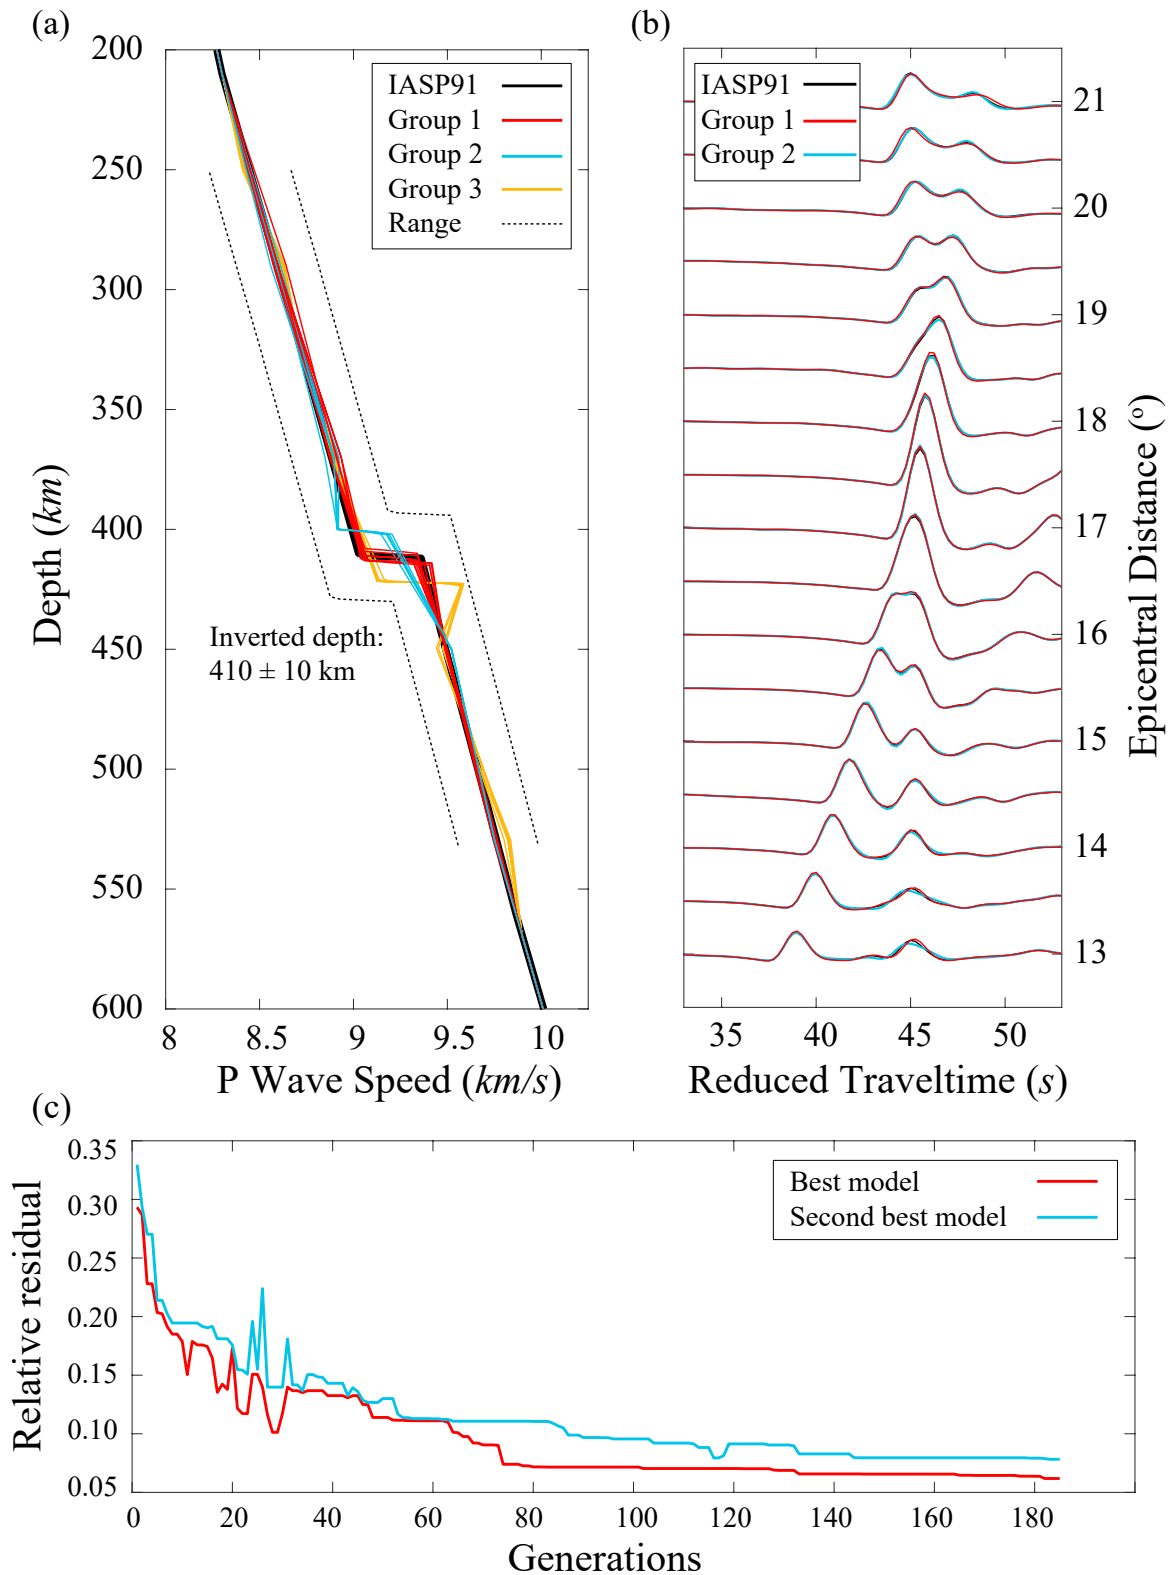 (a)
200
250
300
350
400
450
500
550
600
Depth (km)
IASP91
Group 1
Group 2
Group 3
Range
Inverted depth:
410 ± 10 km
8
8.5
9
9.5
10
P Wave Speed (km/s)
(b)
IASP91
Group 1
Group 2
21
20
19
18
17
16
15
14
13
Epicentral Distance (º)
35
40
45
50
Reduced Traveltime (s)
(c)
0.35
0.30
0.25
0.20
0.15
0.10
0.05
Relative residual
Best model
Second best model
0
20
40
60
80
100
120
140
160
180
Generations